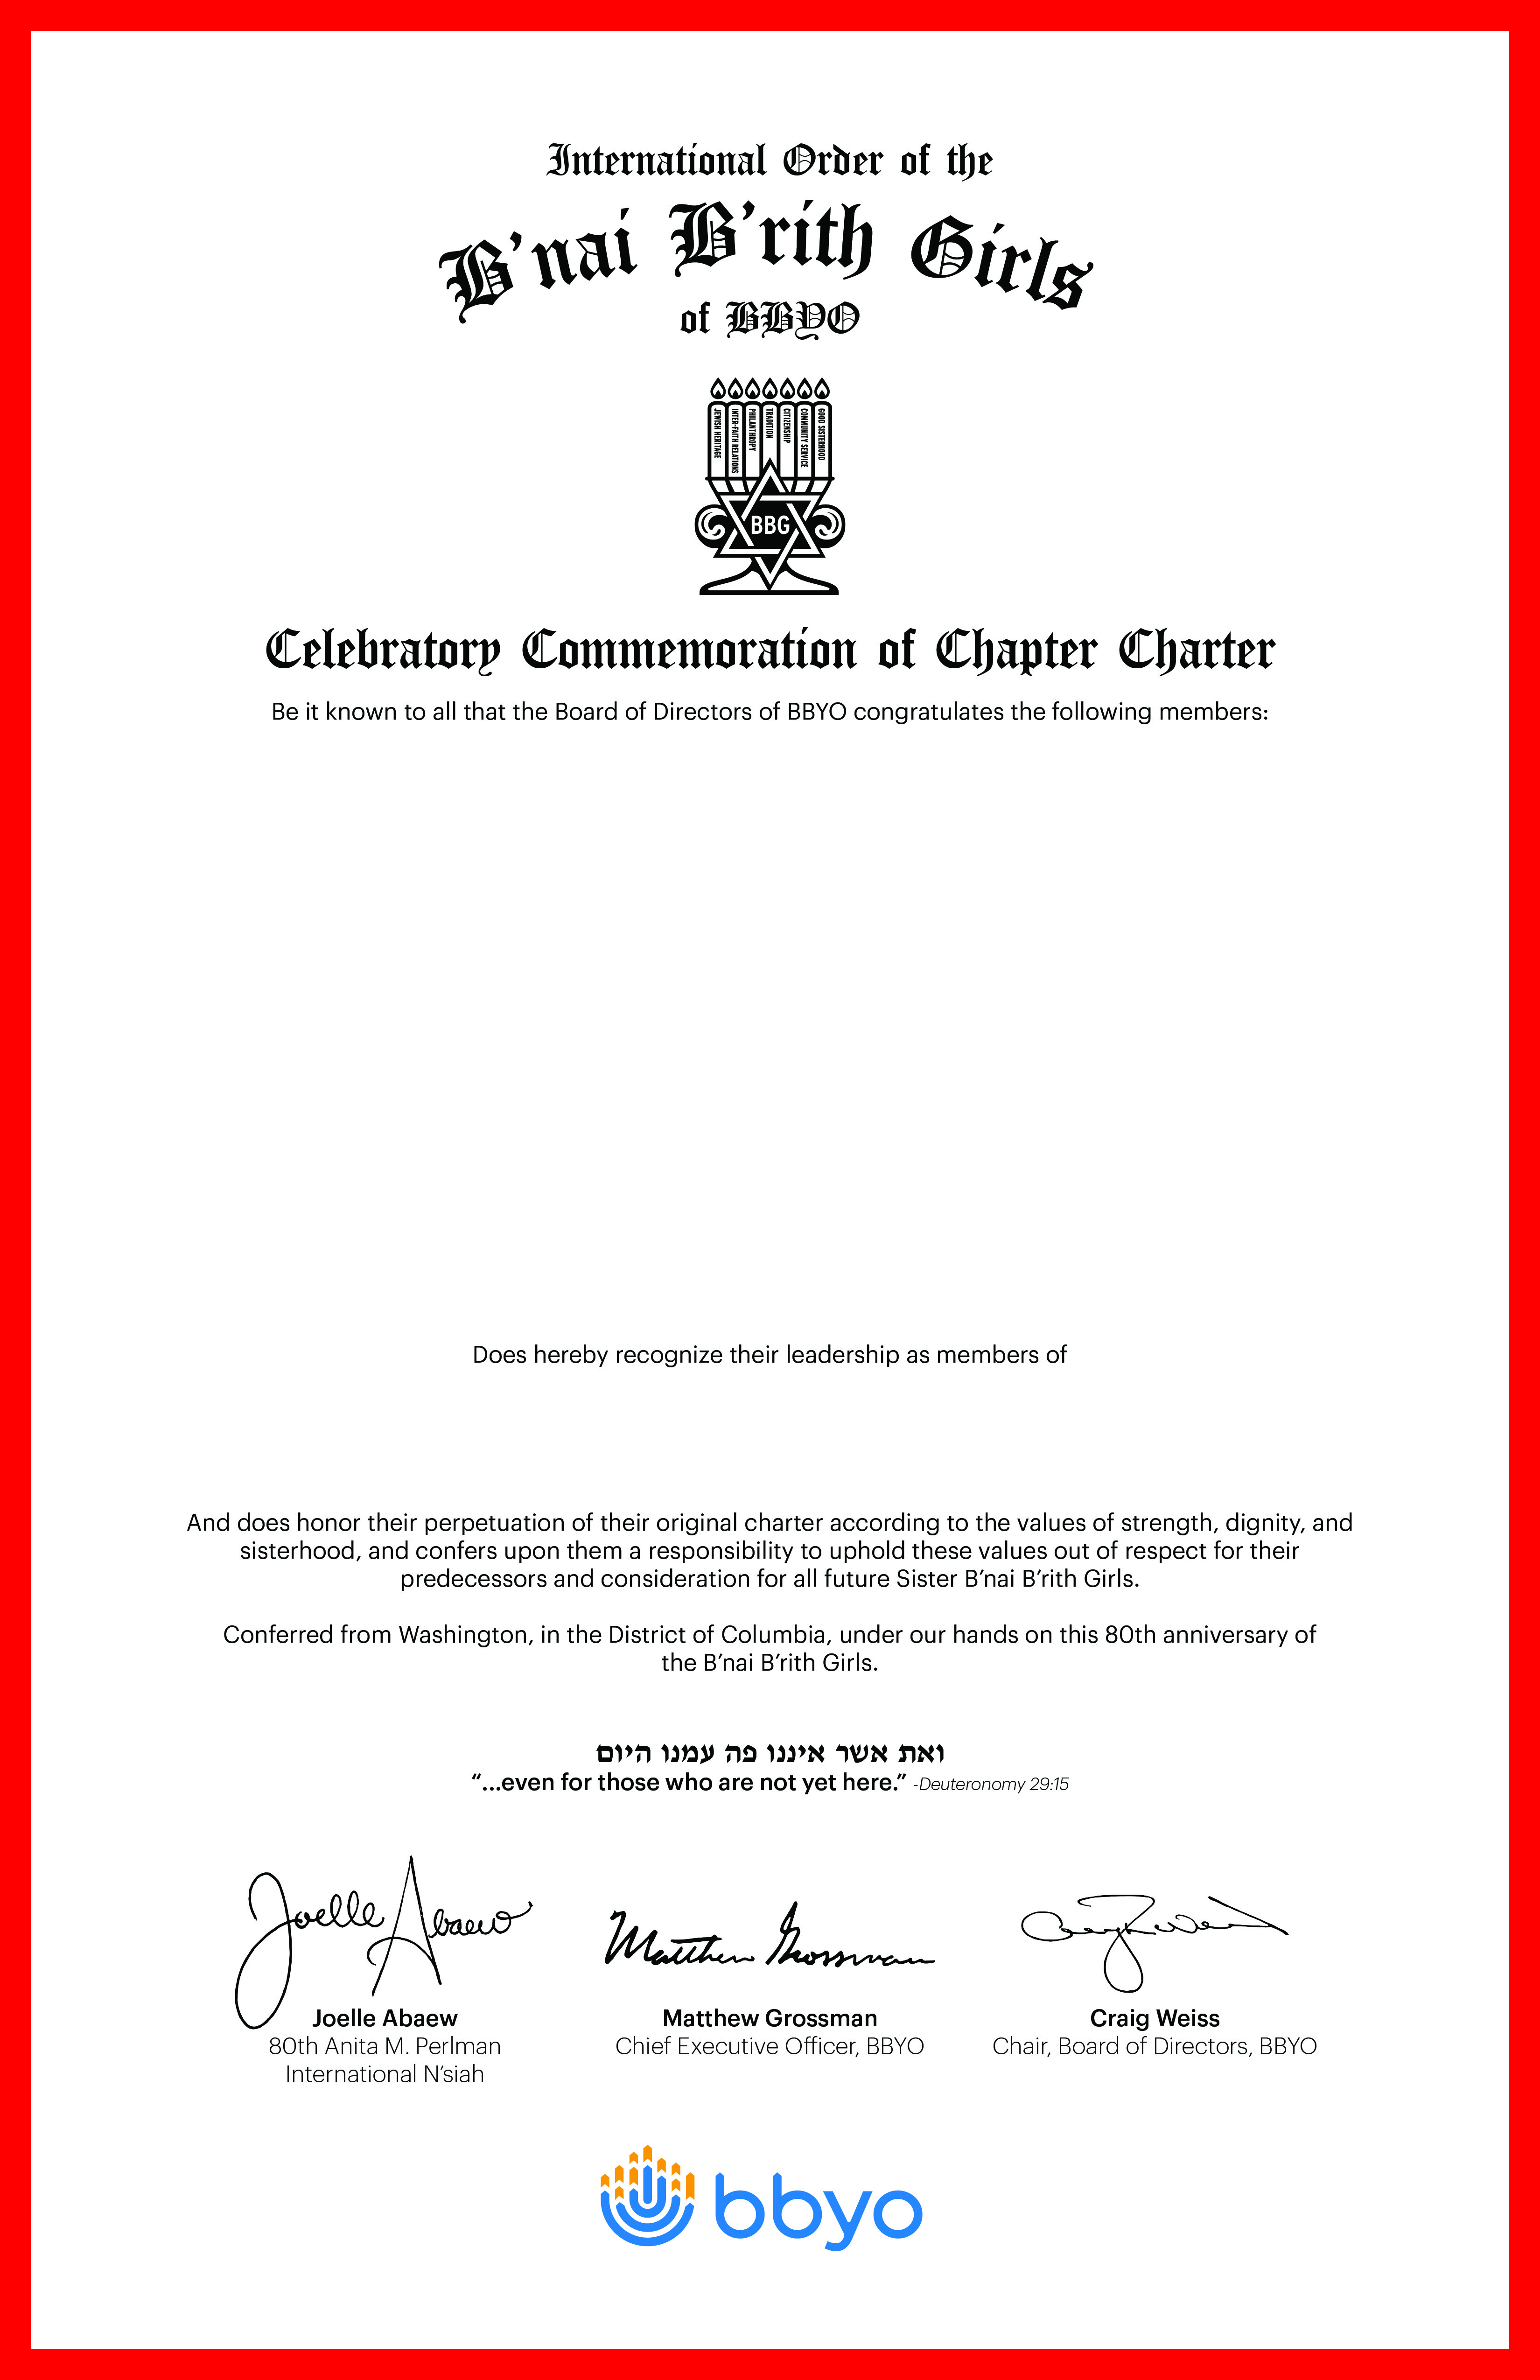 International Order of the
B’nai B’rith Girls
of BBYO
JEWISH HERITAGE
INTER-FAITH RELATIONS
PHILANTHROPY
TRADITION
CITIZENSHIP
COMMUNITY SERVICE
GOOD SISTERHOOD
BBG
Celebratory Commemoration of Chapter Charter
Be it known to all that the Board of Directors of BBYO congratulates the following members:
Does hereby recognize their leadership as members of
And does honor their perpetuation of their original charter according to the values of strength, dignity, and
sisterhood, and confers upon them a responsibility to uphold these values out of respect for their
predecessors and consideration for all future Sister B’nai B’rith Girls.
Conferred from Washington, in the District of Columbia, under our hands on this 80th anniversary of
the B’nai B’rith Girls.
ואת אשר איננו פה עמנו היום
“...even for those who are not yet here.” -Deuteronomy 29:15
Joelle Abaew
Matthew Grossman
Craig Weiss
Joelle Abaew
80th Anita M. Perlman
International N’siah
Matthew Grossman
Chief Executive Officer, BBYO
Craig Weiss
Chair, Board of Directors, BBYO
bbyo